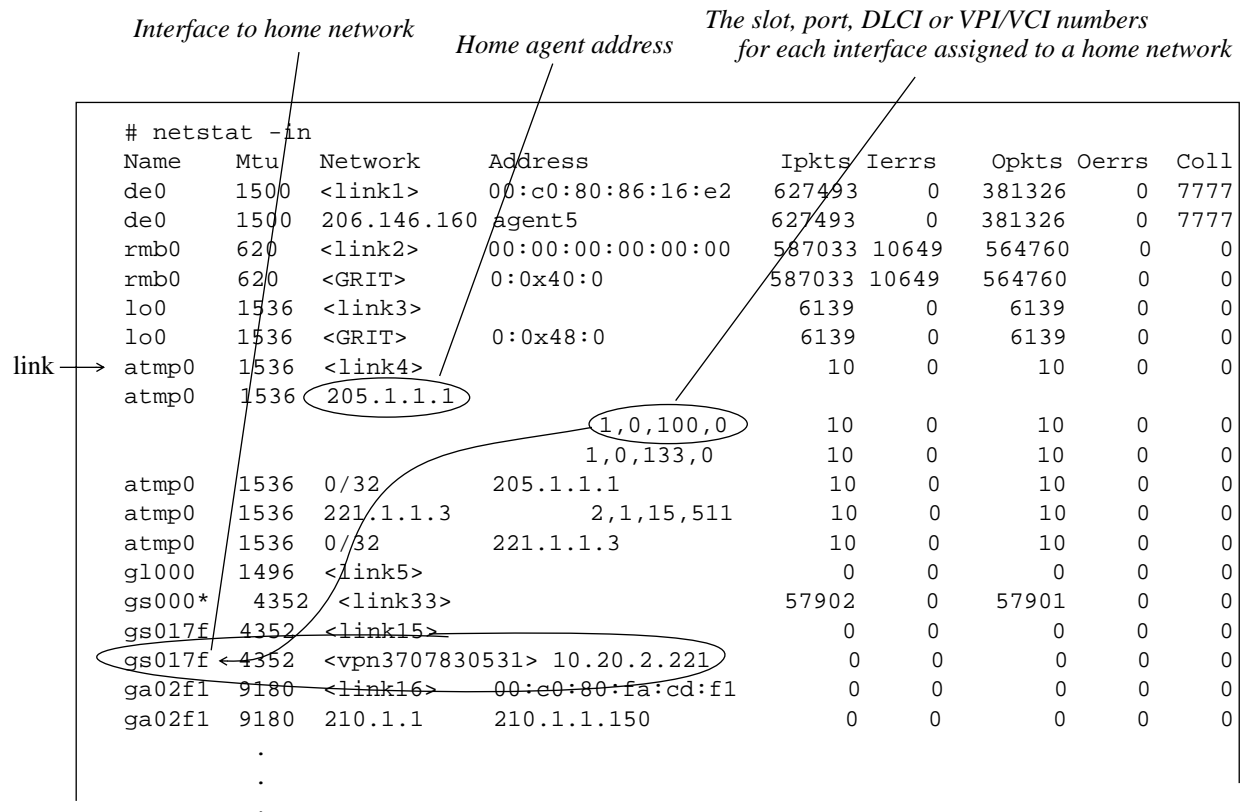 Interface to home network
Home agent address
The slot, port, DLCI or VPI/VCI numbers
for each interface assigned to a home network
# netstat -in
Name Mtu Network Address Ipkts Ierrs Opkts Oerrs Coll
de0 1500 <link1> 00:c0:80:86:16:e2 627493 0 381326 0 7777
de0 1500 206.146.160 agent5 627493 0 381326 0 7777
rmb0 620 <link2> 00:00:00:00:00:00 587033 10649 564760 0 0
rmb0 620 <GRIT> 0:0x40:0 587033 10649 564760 0 0
lo0 1536 <link3> 6139 0 6139 0 0
lo0 1536 <GRIT> 0:0x48:0 6139 0 6139 0 0
link atmp0 1536 <link4> 10 0 10 0 0
atmp0 1536 205.1.1.1
1,0,100,0 10 0 10 0 0
1,0,133,0 10 0 10 0 0
atmp0 1536 0/32 205.1.1.1 10 0 10 0 0
atmp0 1536 221.1.1.3 2,1,15,511 10 0 10 0 0
atmp0 1536 0/32 221.1.1.3 10 0 10 0 0
gl000 1496 <link5> 0 0 0 0 0
gs000* 4352 <link33> 57902 0 57901 0 0
gs017f 4352 <link15> 0 0 0 0 0
gs017f 4352 <vpn3707830531> 10.20.2.221 0 0 0 0 0
ga02f1 9180 <link16> 00:c0:80:fa:cd:f1 0 0 0 0 0
ga02f1 9180 210.1.1 210.1.1.150 0 0 0 0 0
.
.
.